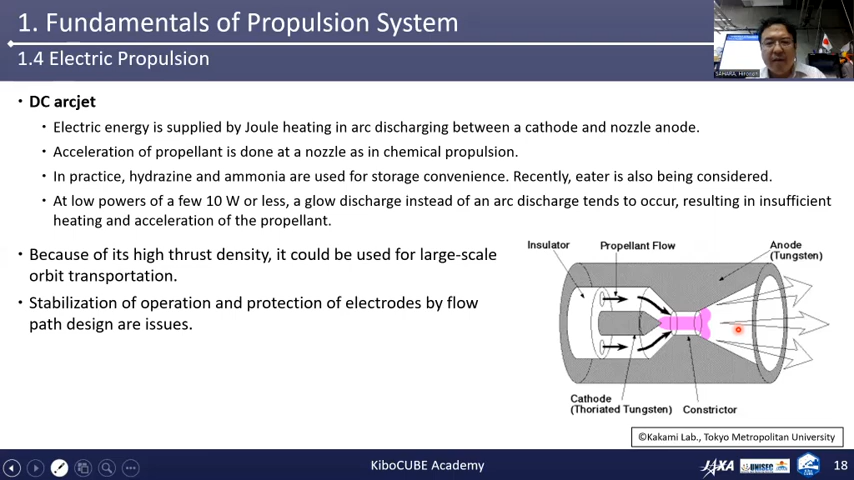 1. Fundamentals of Propulsion System
1.4 Electric Propulsion
SAHARA, Hironori
• DC arcjet
• Electric energy is supplied by Joule heating in arc discharging between a cathode and nozzle anode.
• Acceleration of propellant is done at a nozzle as in chemical propulsion.
• In practice, hydrazine and ammonia are used for storage convenience. Recently, eater is also being considered.
• At low powers of a few 10 W or less, a glow discharge instead of an arc discharge tends to occur, resulting in insufficient
heating and acceleration of the propellant.
• Because of its high thrust density, it could be used for large-scale
orbit transportation.
• Stabilization of operation and protection of electrodes by flow
path design are issues.
Insulator
Propellant Flow
Anode
(Tungsten)
Cathode
(Thoriated Tungsten)
Constrictor
©Kakami Lab., Tokyo Metropolitan University
KiboCUBE Academy
JAXA
UNISEC
18